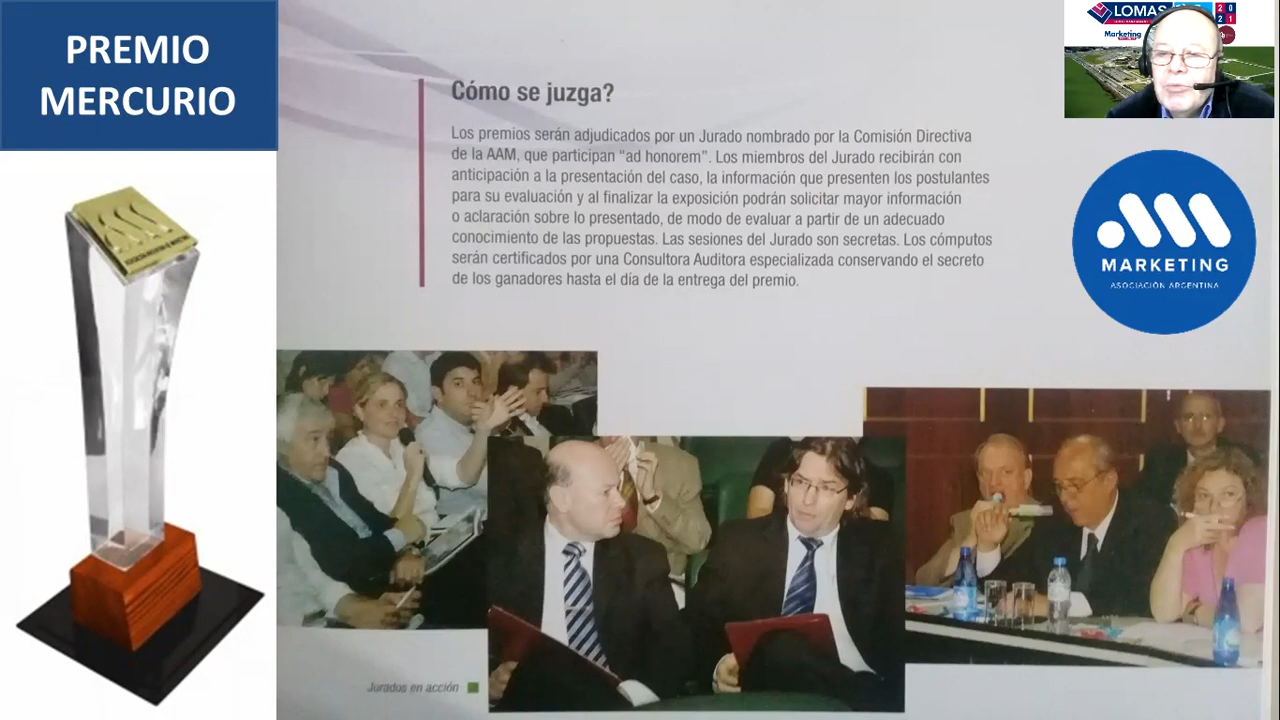 PREMIO
MERCURIO
LOMAS
2021
Marketing
Cómo se juzga?
Los premios serán adjudicados por un Jurado nombrado por la Comisión Directiva
de la AAM, que participan “ad honorem”. Los miembros del Jurado recibirán con
anticipación a la presentación del caso, la información que presenten los postulantes
para su evaluación y al finalizar la exposición podrán solicitar mayor información
o aclaración sobre lo presentado, de modo de evaluar a partir de un adecuado
conocimiento de las propuestas. Las sesiones del Jurado son secretas. Los cómputos
serán certificados por una Consultora Auditora especializada conservando el secreto
de los ganadores hasta el día de la entrega del premio.
MARKETING
ASOCIACIÓN ARGENTINA
Jurados en acción